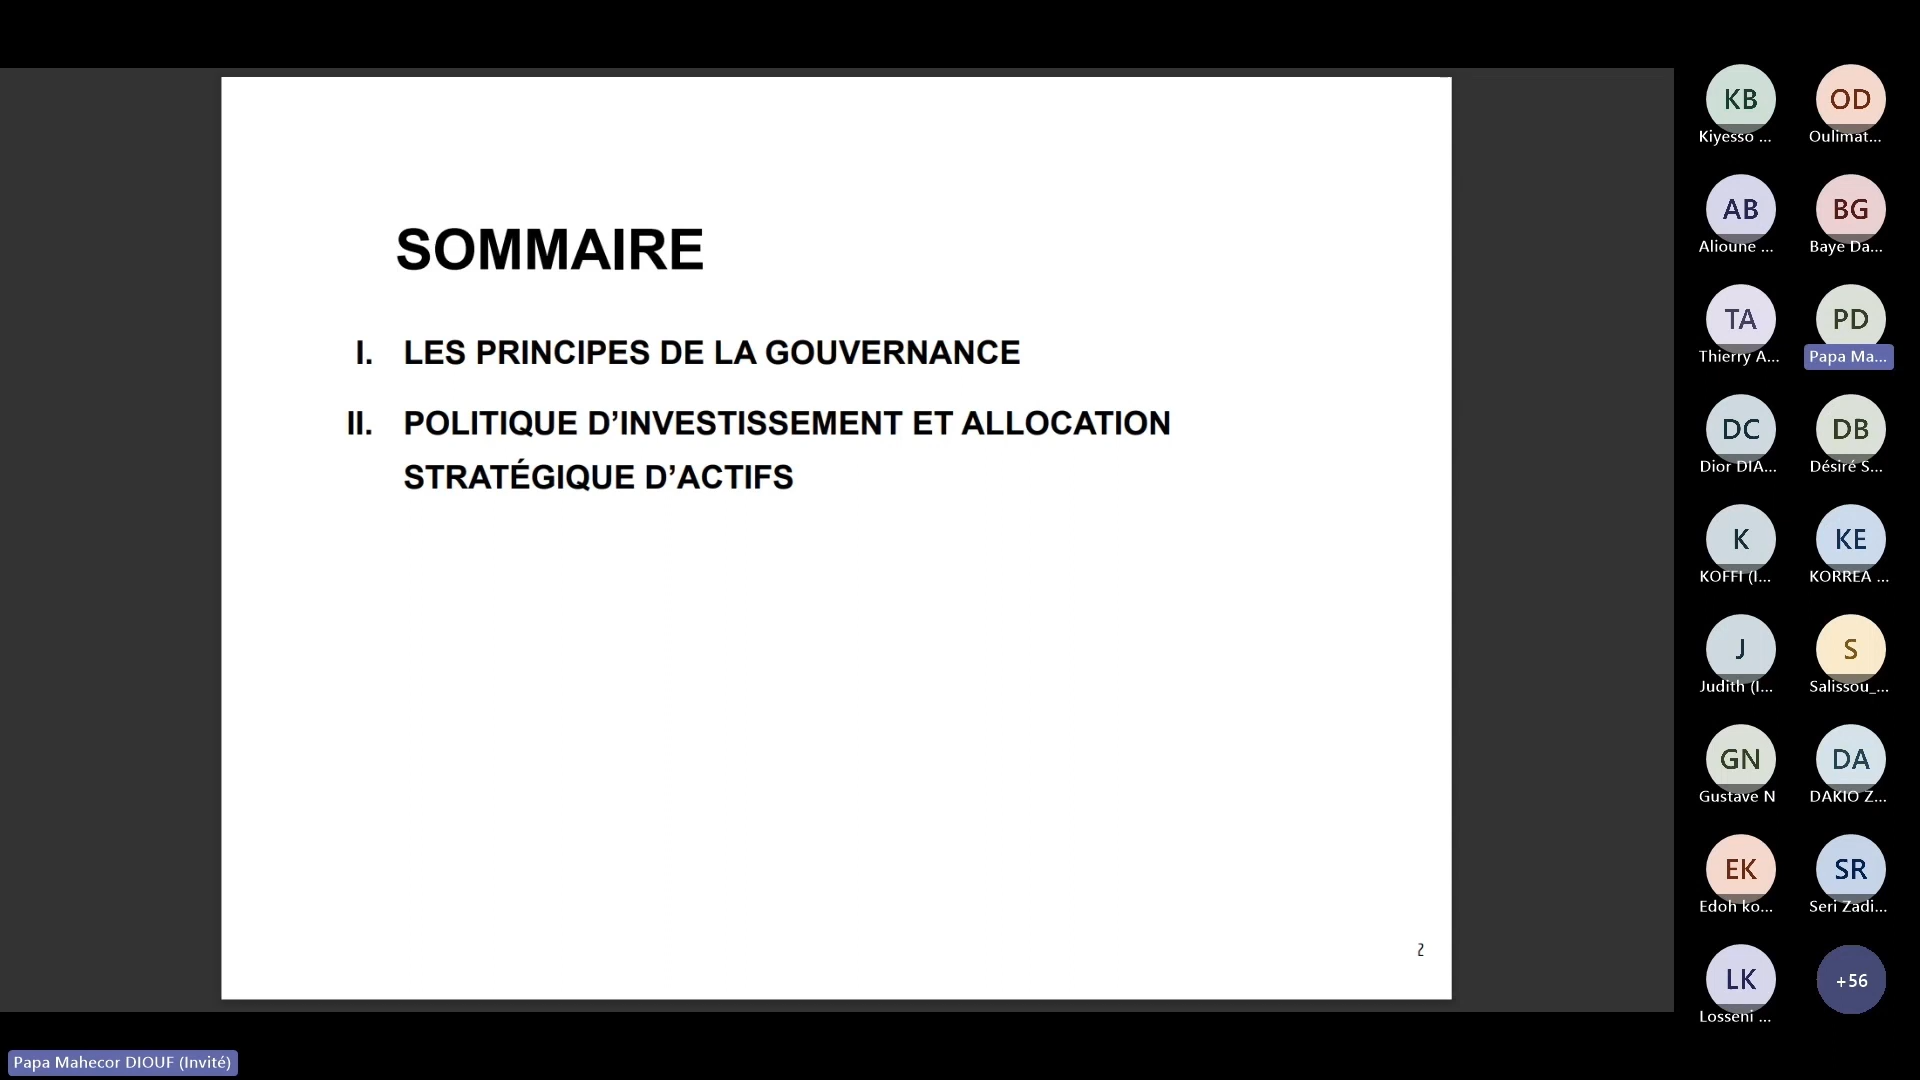 SOMMAIRE
I. LES PRINCIPES DE LA GOUVERNANCE
II. POLITIQUE D’INVESTISSEMENT ET ALLOCATION
STRATÉGIQUE D’ACTIFS
2
KB
Kiyesso ...
OD
Oulimat...
AB
Alioune ...
BG
Baye Da...
TA
Thierry A...
PD
Papa Ma...
DC
Dior DIA...
DB
Désiré S...
K
KOFFI (I...
KE
KORREA ...
J
Judith (I...
S
Salissou_...
GN
Gustave N
DA
DAKIO Z...
EK
Edoh ko...
SR
Seri Zadi...
LK
Losseni ...
+56
Papa Mahecor DIOUF (Invité)